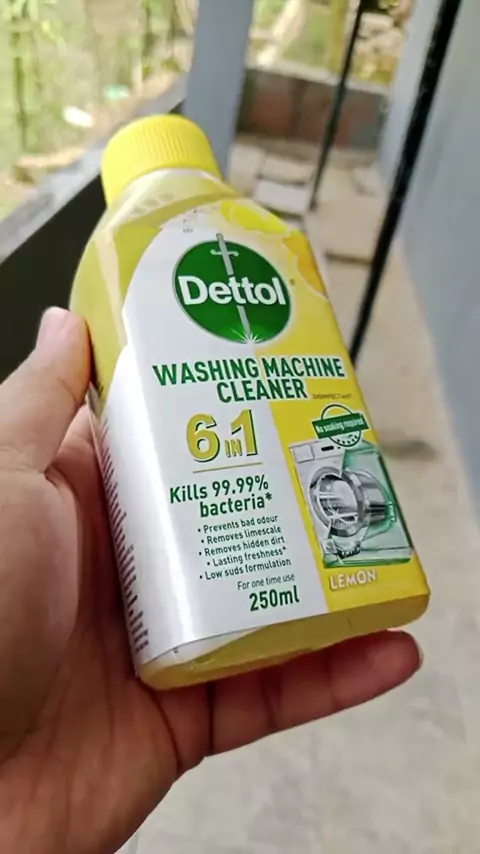 Dettol
WASHING MACHINE
CLEANER
DISINFECTANT
6 IN 1
No soaking required
Kills 99.99%
bacteria*
• Prevents bad odour
• Removes limescale
• Removes hidden dirt
• Lasting freshness^
• Low suds formulation
For one time use
250ml
LEMON